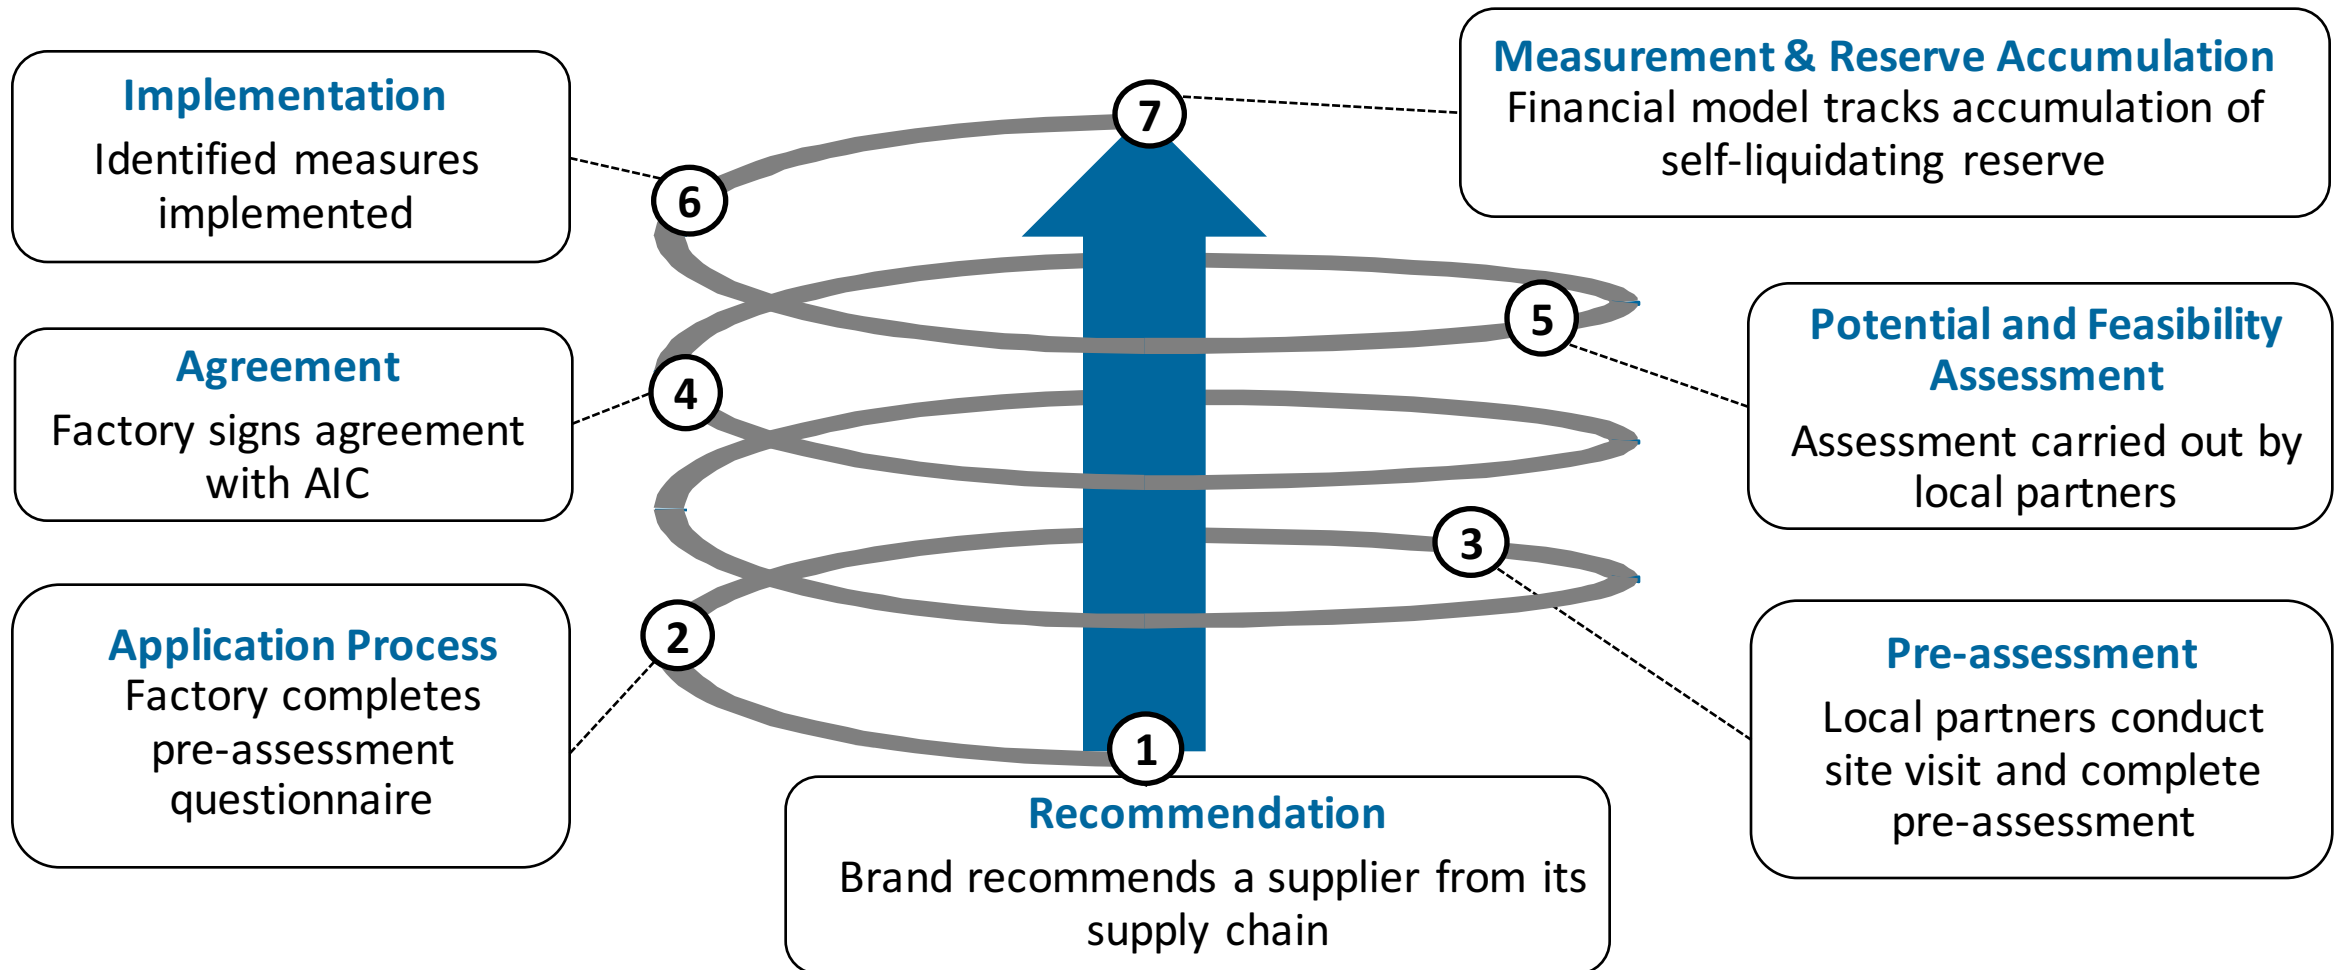 1
Recommendation
Brand recommends a supplier from its
supply chain
2
Application Process
Factory completes
pre-assessment
questionnaire
3
Pre-assessment
Local partners conduct
site visit and complete
pre-assessment
4
Agreement
Factory signs agreement
with AIC
5
Potential and Feasibility
Assessment
Assessment carried out by
local partners
6
Implementation
Identified measures
implemented
7
Measurement & Reserve Accumulation
Financial model tracks accumulation of
self-liquidating reserve